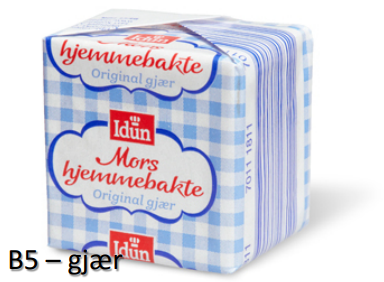 Idun
hjemmebakte
Original gjær
Idun
Mors
hjemmebakte
Original gjær
7011 1811
Idun
B5 – gjær